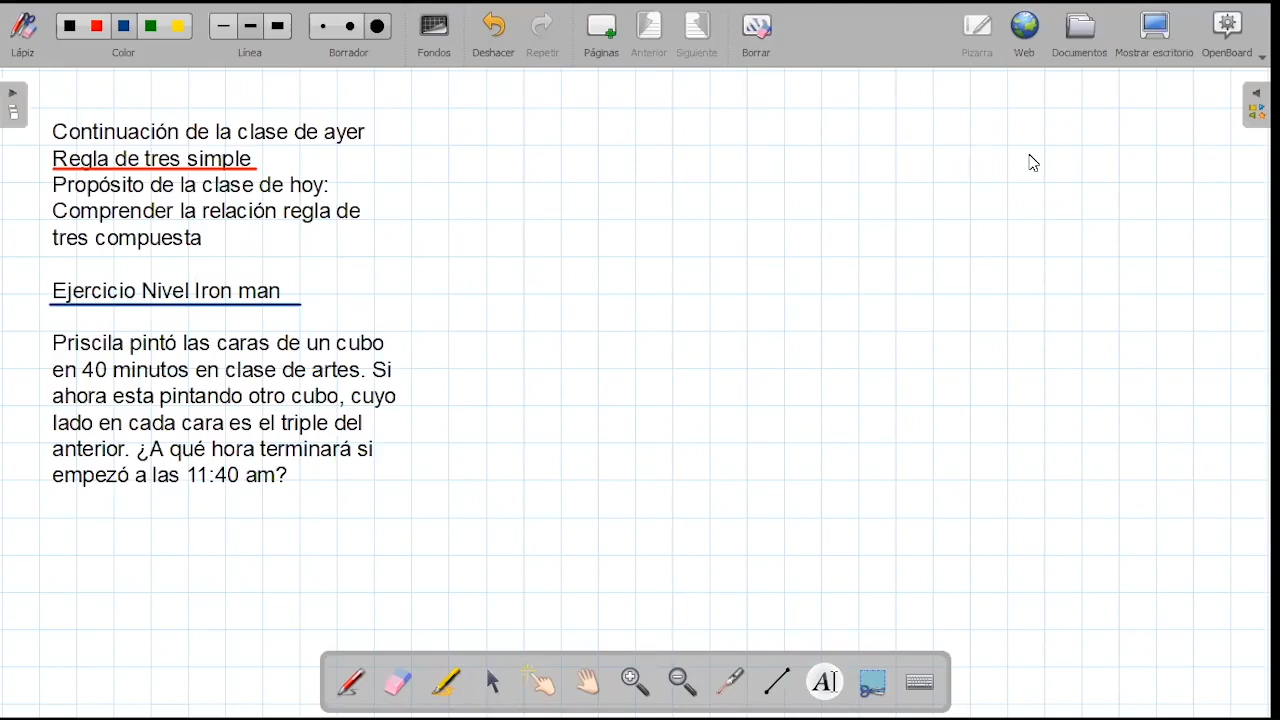 Lápiz
Color
Línea
Borrador
Fondos
Deshacer
Repetir
Páginas
Anterior
Siguiente
Borrar
Pizarra
Web
Documentos
Mostrar escritorio
OpenBoard
Continuación de la clase de ayer
Regla de tres simple
Propósito de la clase de hoy:
Comprender la relación regla de
tres compuesta
Ejercicio Nivel Iron man
Priscila pintó las caras de un cubo
en 40 minutos en clase de artes. Si
ahora esta pintando otro cubo, cuyo
lado en cada cara es el triple del
anterior. ¿A qué hora terminará si
empezó a las 11:40 am?
AI